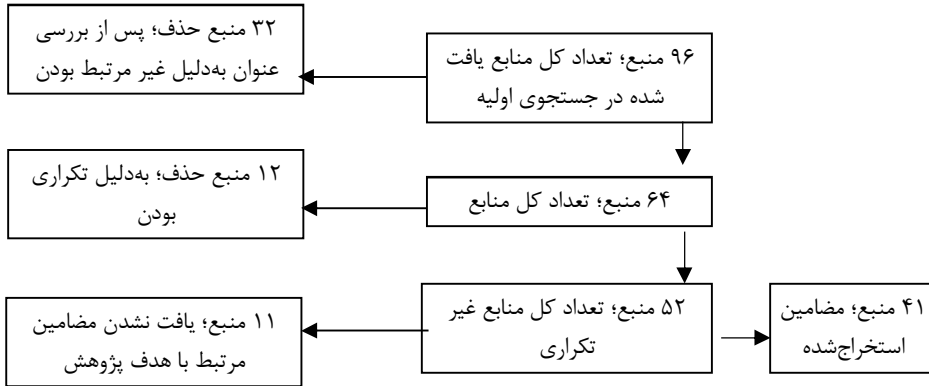 ۹۶ منبع؛ تعداد کل منابع یافت
شده در جستجوی اولیه
۳۲ منبع حذف؛ پس از بررسی
عنوان به‌دلیل غیر مرتبط بودن
۶۴ منبع؛ تعداد کل منابع
۱۲ منبع حذف؛ به‌دلیل تکراری
بودن
۵۲ منبع؛ تعداد کل منابع غیر
تکراری
۱۱ منبع؛ یافت نشدن مضامین
مرتبط با هدف پژوهش
۴۱ منبع؛ مضامین
استخراج‌شده